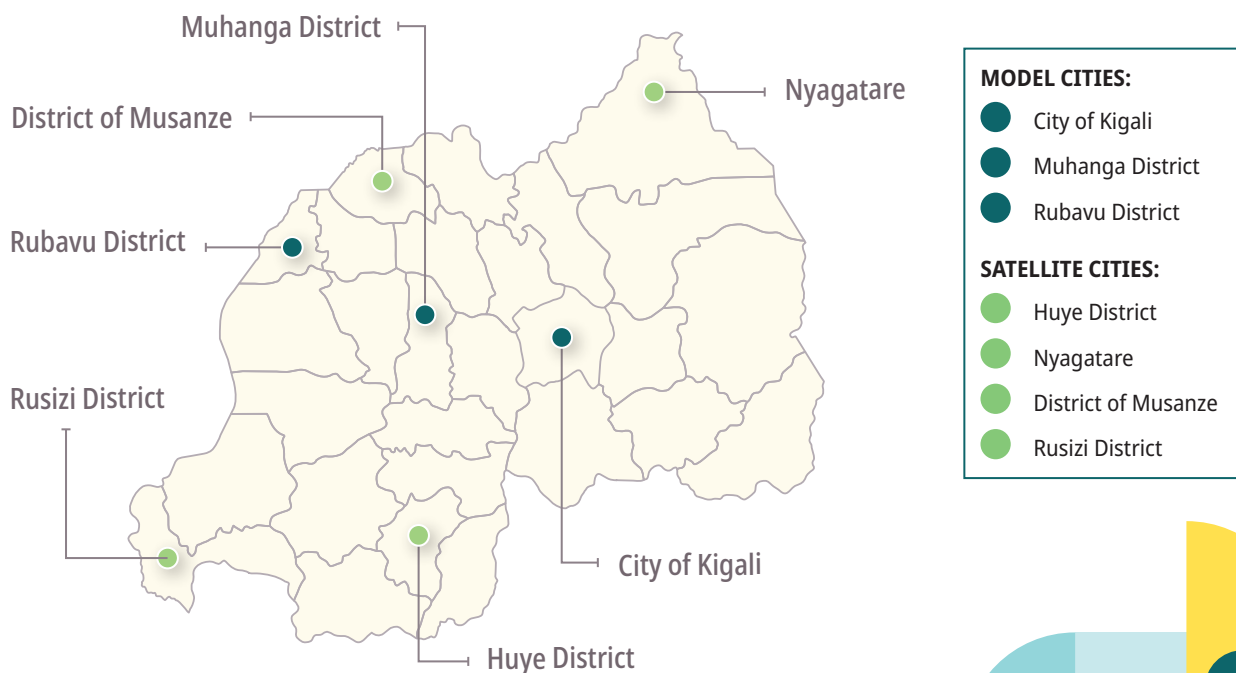 Muhanga District
Nyagatare
District of Musanze
Rubavu District
Rusizi District
City of Kigali
Huye District
MODEL CITIES:
City of Kigali
Muhanga District
Rubavu District
SATELLITE CITIES:
Huye District
Nyagatare
District of Musanze
Rusizi District